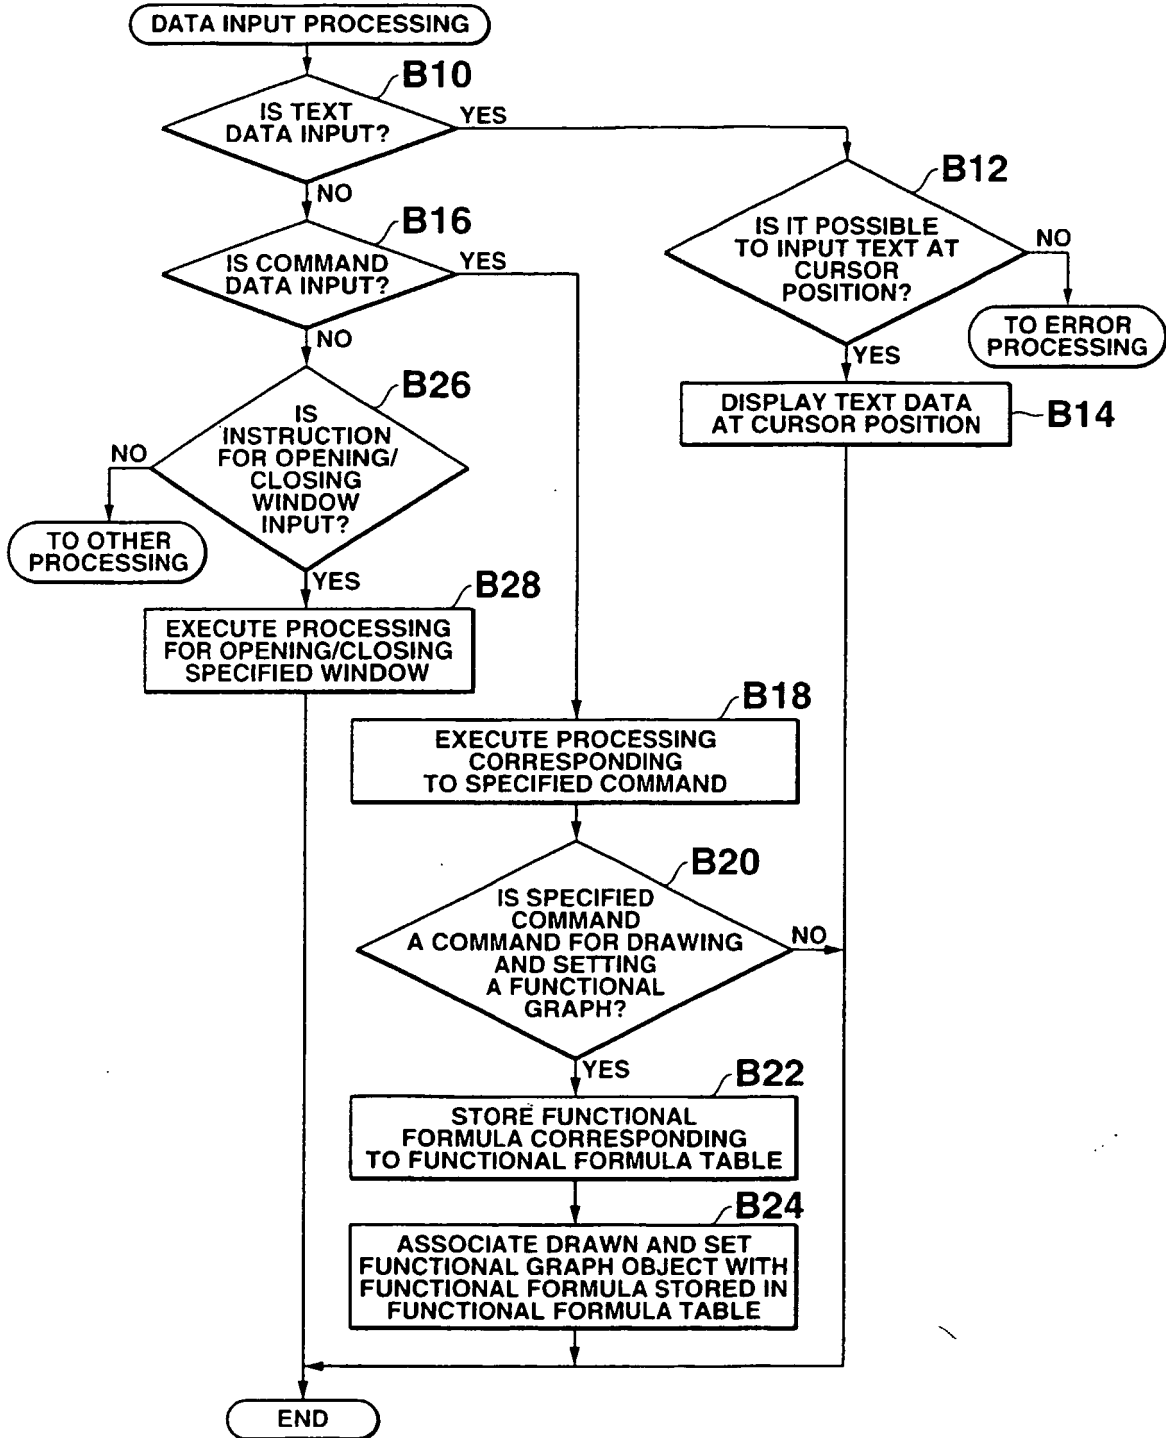 DATA INPUT PROCESSING
B10
IS TEXT
DATA INPUT?
YES
NO
B12
IS IT POSSIBLE
TO INPUT TEXT AT
CURSOR
POSITION?
NO
TO ERROR
PROCESSING
YES
DISPLAY TEXT DATA
AT CURSOR POSITION
B14
B16
IS COMMAND
DATA INPUT?
YES
NO
B26
IS
INSTRUCTION
FOR OPENING/
CLOSING
WINDOW
INPUT?
NO
TO OTHER
PROCESSING
YES
B28
EXECUTE PROCESSING
FOR OPENING/CLOSING
SPECIFIED WINDOW
B18
EXECUTE PROCESSING
CORRESPONDING
TO SPECIFIED COMMAND
B20
IS SPECIFIED
COMMAND
A COMMAND FOR DRAWING
AND SETTING
A FUNCTIONAL
GRAPH?
NO
YES
B22
STORE FUNCTIONAL
FORMULA CORRESPONDING
TO FUNCTIONAL FORMULA TABLE
B24
ASSOCIATE DRAWN AND SET
FUNCTIONAL GRAPH OBJECT WITH
FUNCTIONAL FORMULA STORED IN
FUNCTIONAL FORMULA TABLE
END